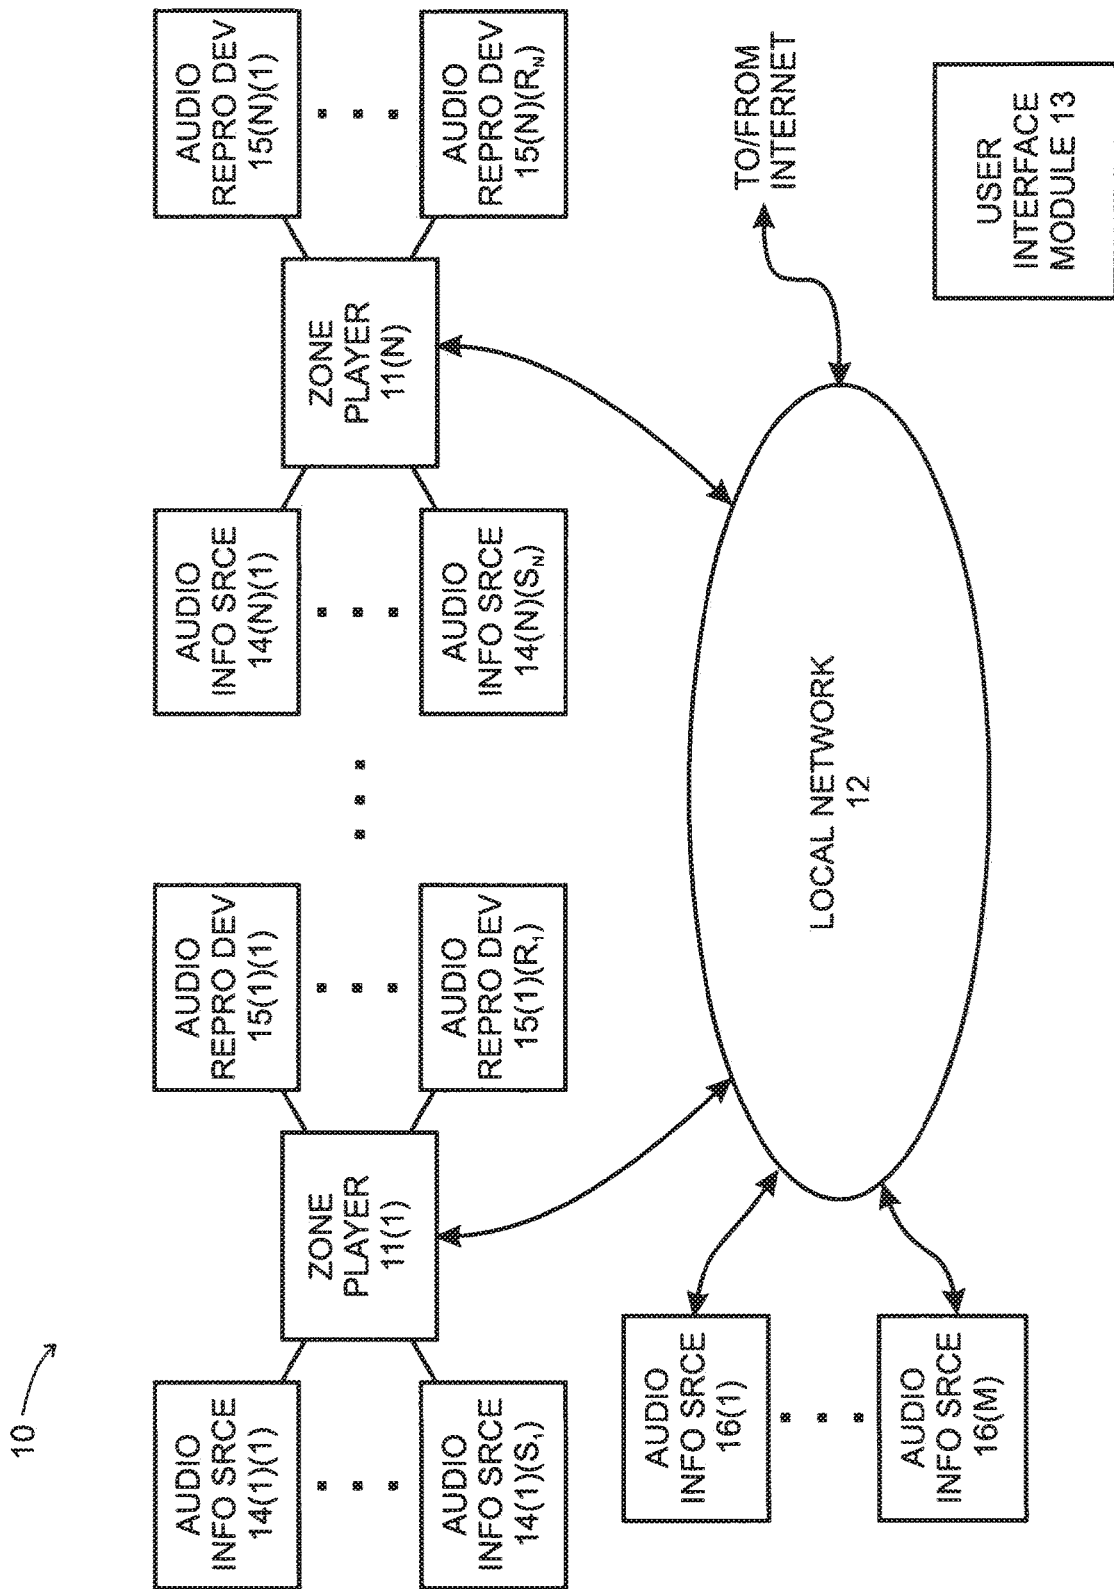 10
AUDIO
INFO SRCE
14(1)(1)
AUDIO
INFO SRCE
14(1)(S₁)
ZONE
PLAYER
11(1)
AUDIO
REPRO DEV
15(1)(1)
AUDIO
REPRO DEV
15(1)(R₁)
AUDIO
INFO SRCE
14(N)(1)
AUDIO
INFO SRCE
14(N)(S_N)
ZONE
PLAYER
11(N)
AUDIO
REPRO DEV
15(N)(1)
AUDIO
REPRO DEV
15(N)(R_N)
AUDIO
INFO SRCE
16(1)
AUDIO
INFO SRCE
16(M)
LOCAL NETWORK
12
TO/FROM
INTERNET
USER
INTERFACE
MODULE 13